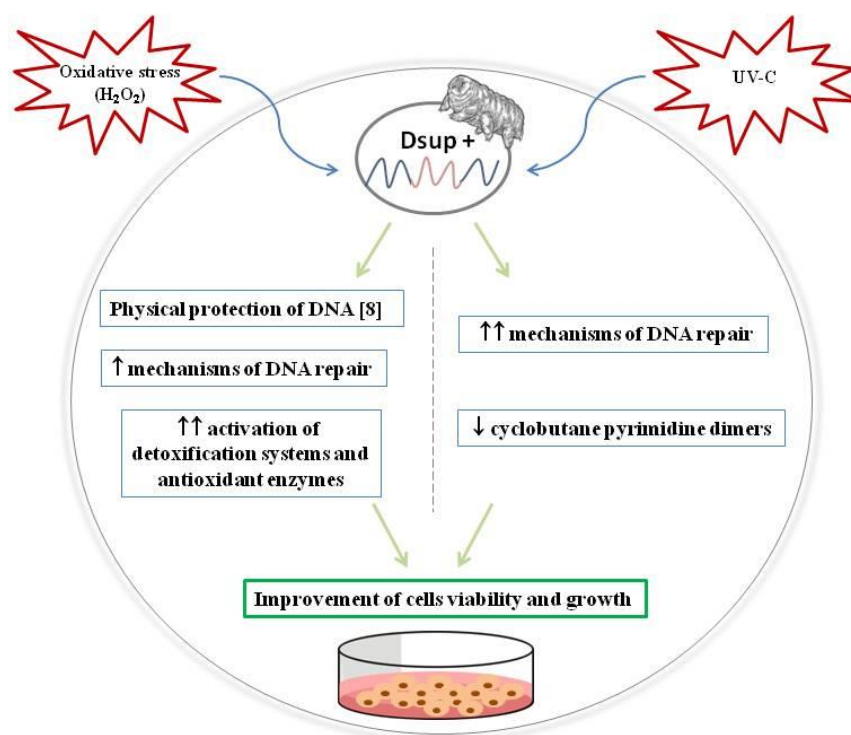 Oxidative stress
(H₂O₂)
UV-C
Dsup +
Physical protection of DNA [8]
↑ mechanisms of DNA repair
↑↑ activation of
detoxification systems and
antioxidant enzymes
↑↑ mechanisms of DNA repair
↓ cyclobutane pyrimidine dimers
Improvement of cells viability and growth